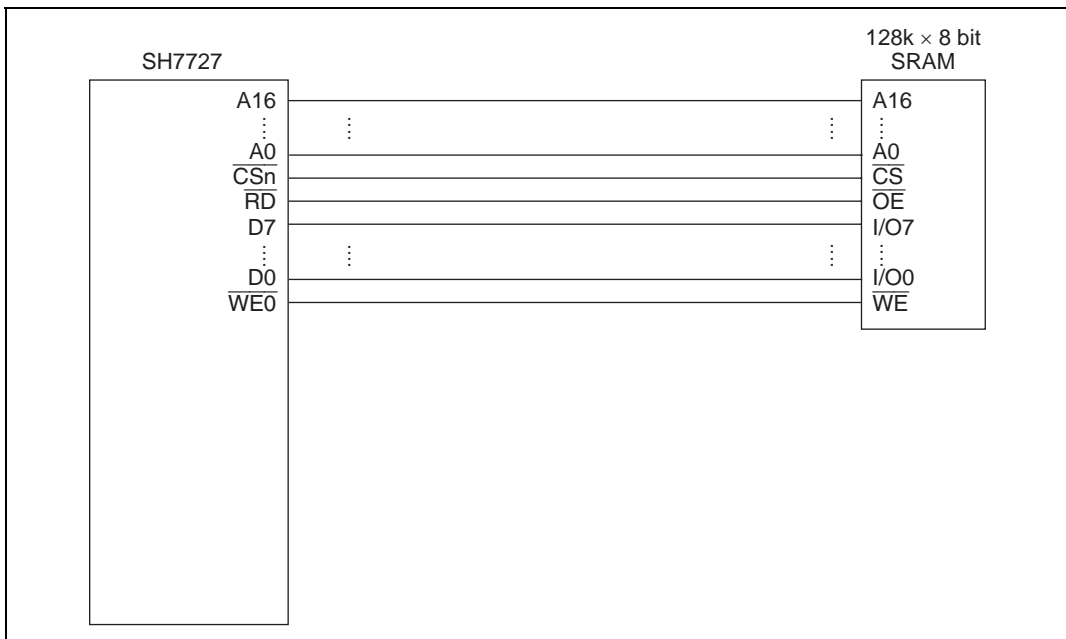 SH7727
A16
A0
CSn
RD
D7
D0
WE0
128k × 8 bit
SRAM
A16
A0
CS
OE
I/O7
I/O0
WE